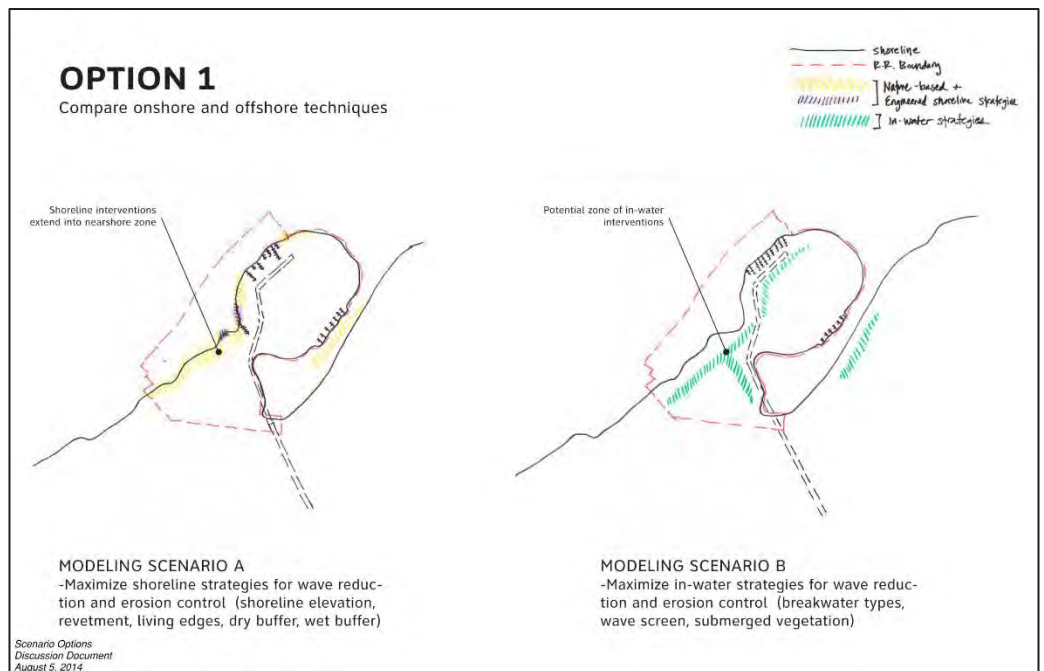 OPTION 1
Compare onshore and offshore techniques
shoreline
R.R. Boundary
Nature-based +
Engineered shoreline strategies
In-water strategies
Shoreline interventions
extend into nearshore zone
Potential zone of in-water
interventions
MODELING SCENARIO A
-Maximize shoreline strategies for wave reduc-
tion and erosion control (shoreline elevation,
revetment, living edges, dry buffer, wet buffer)
MODELING SCENARIO B
-Maximize in-water strategies for wave reduc-
tion and erosion control (breakwater types,
wave screen, submerged vegetation)
Scenario Options
Discussion Document
August 5, 2014